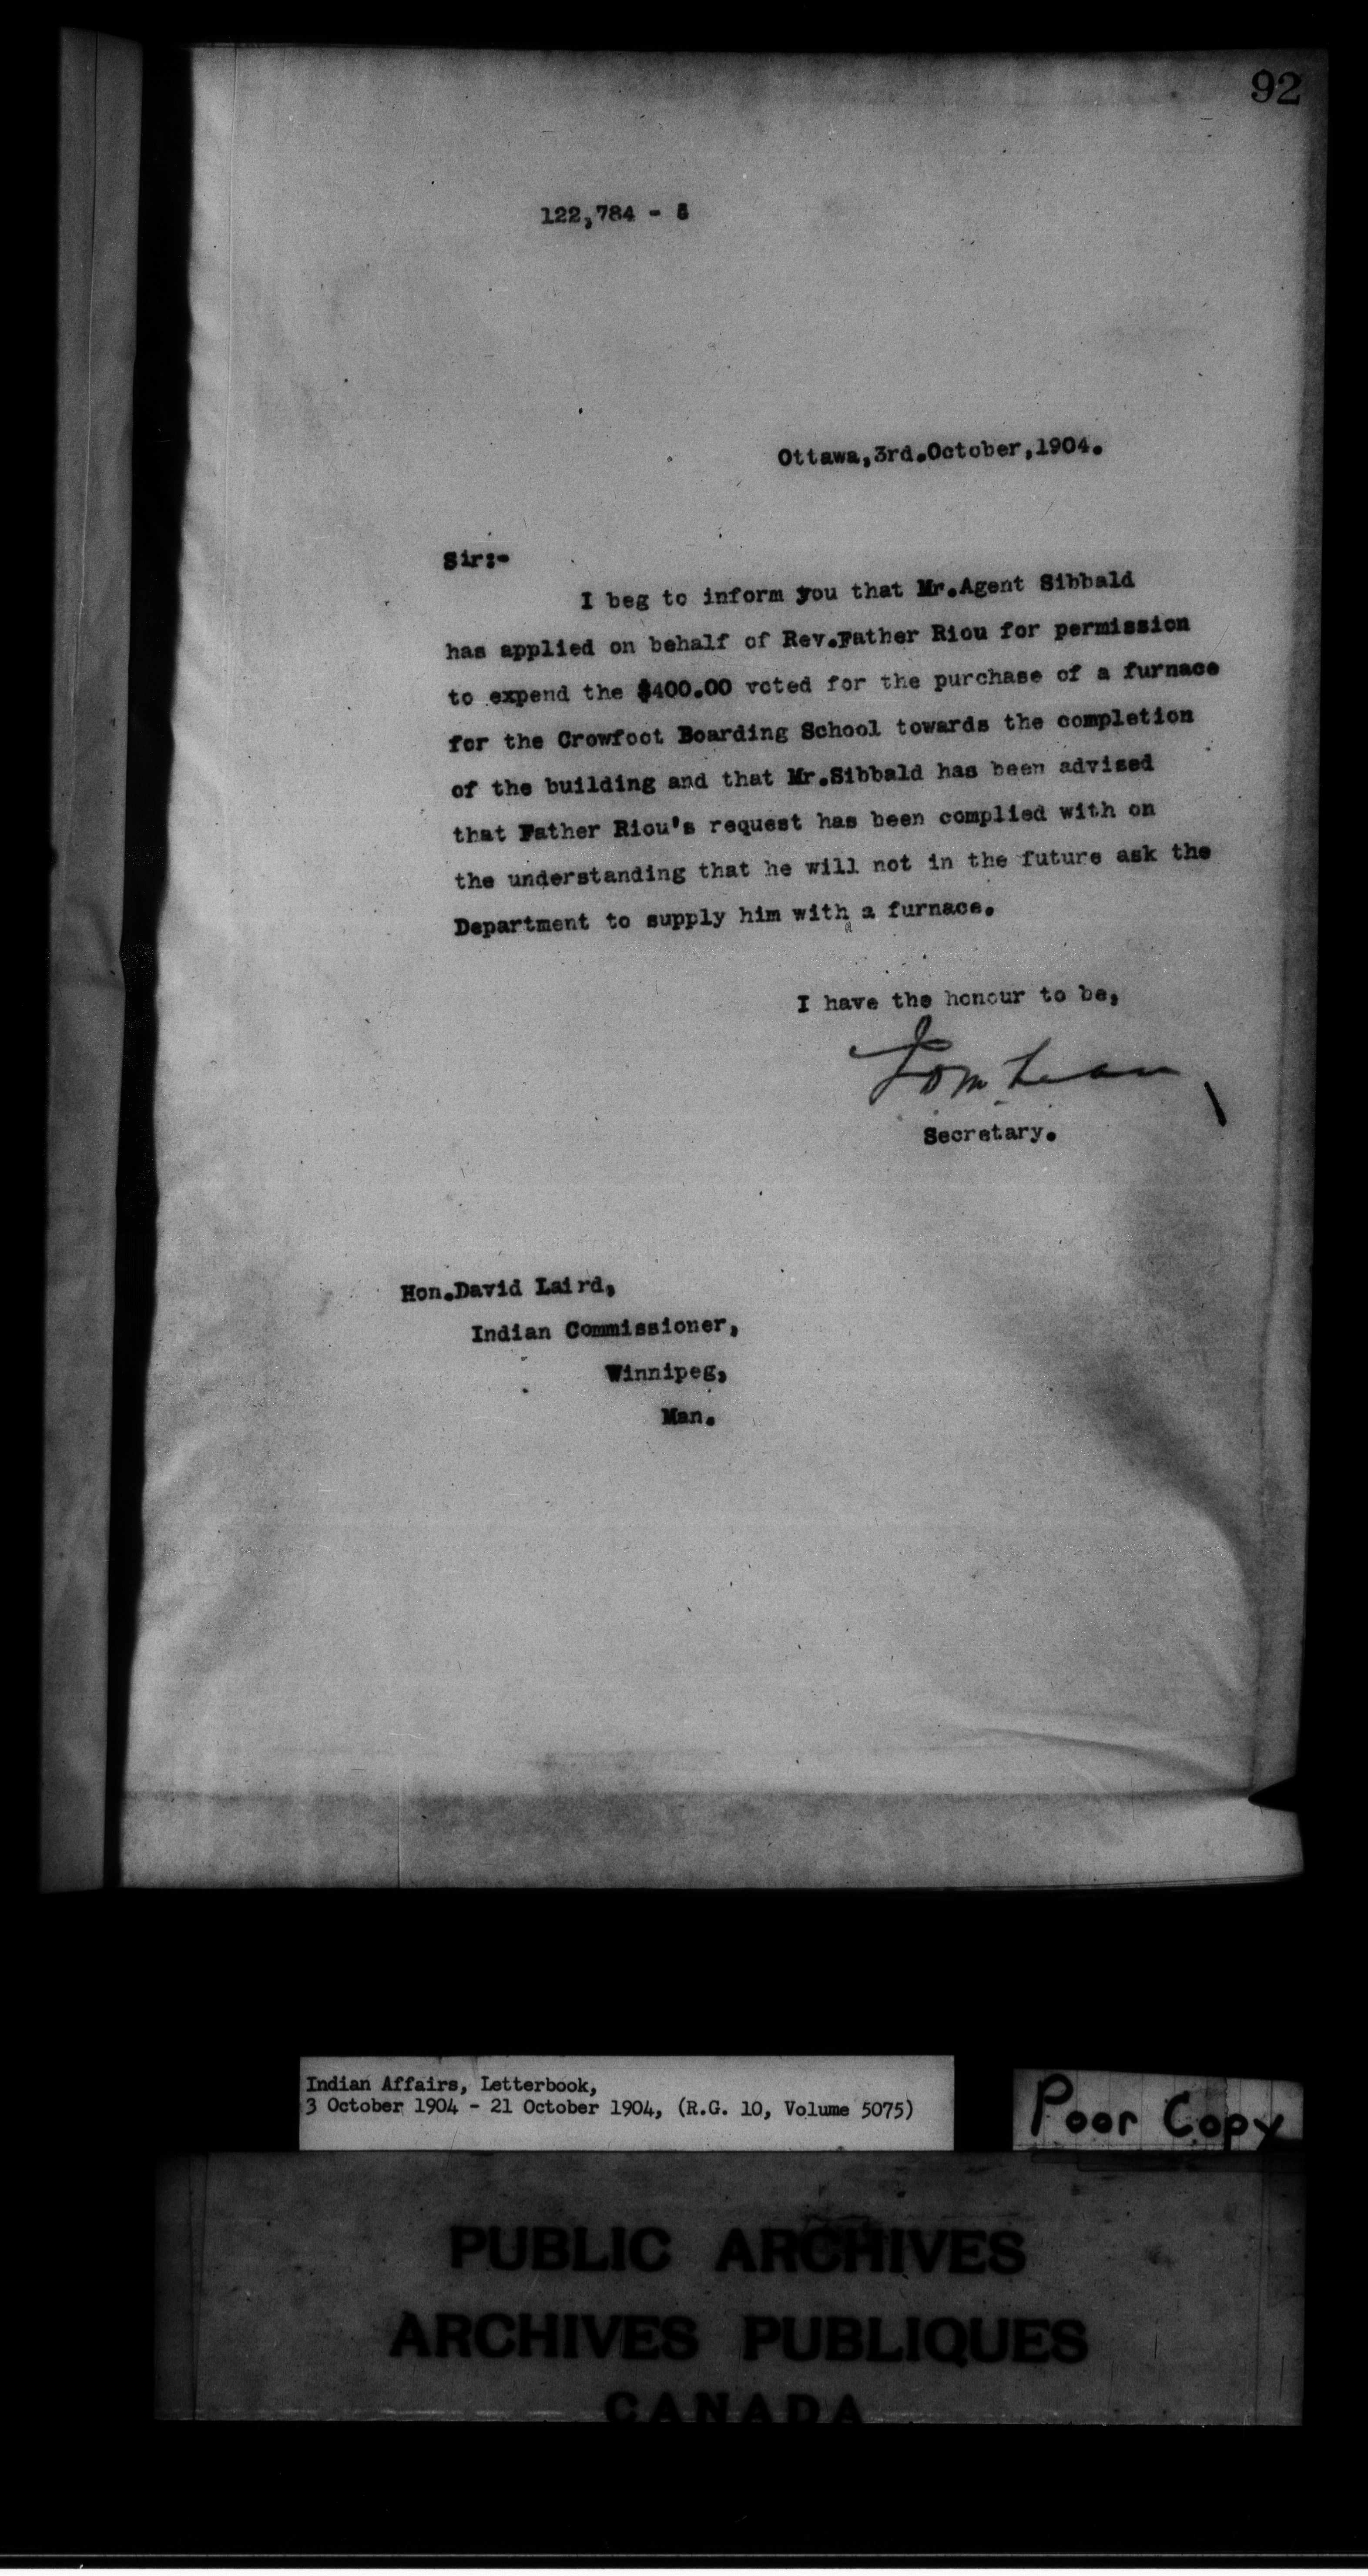 92
122,784 - 5
Ottawa,3rd.October,1904.
Sir:-
I beg to inform you that Mr.Agent Sibbald
has applied on behalf of Rev.Father Riou for permission
to expend the $400.00 voted for the purchase of a furnace
for the Crowfoot Boarding School towards the completion
of the building and that Mr.Sibbald has been advised
that Father Riou's request has been complied with on
the understanding that he will not in the future ask the
Department to supply him with a furnace.
I have the honour to be,
Secretary.
Hon.David Laird,
Indian Commissioner,
Winnipeg,
Man.
Indian Affairs, Letterbook,
3 October 1904 - 21 October 1904, (R.G. 10, Volume 5075)
Poor Copy
PUBLIC ARCHIVES
ARCHIVES PUBLIQUES
CANADA